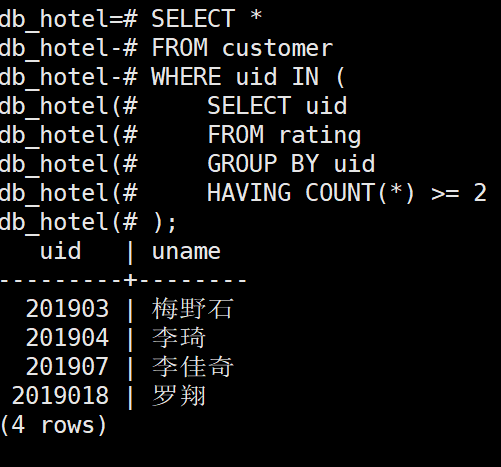 db_hotel=# SELECT *
db_hotel-# FROM customer
db_hotel-# WHERE uid IN (
db_hotel(#     SELECT uid
db_hotel(#     FROM rating
db_hotel(#     GROUP BY uid
db_hotel(#     HAVING COUNT(*) >= 2
db_hotel(# );
   uid   | uname
---------+--------
  201903 | 梅野石
  201904 | 李琦
  201907 | 李佳奇
 2019018 | 罗翔
(4 rows)